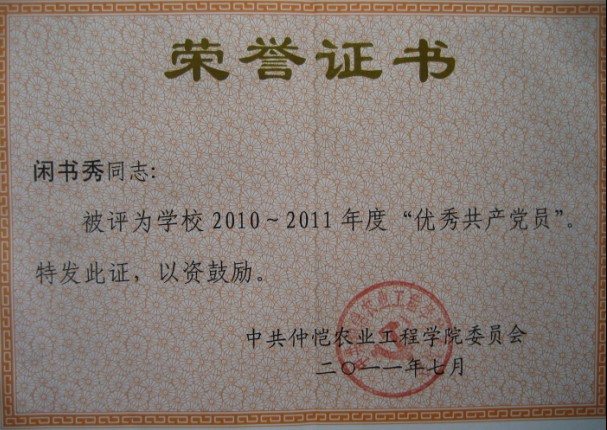 荣誉证书
闲书秀同志:
被评为学校 2010~2011 年度“优秀共产党员”。
特发此证，以资鼓励。
中共仲恺农业工程学院委员会
二〇一一年七月